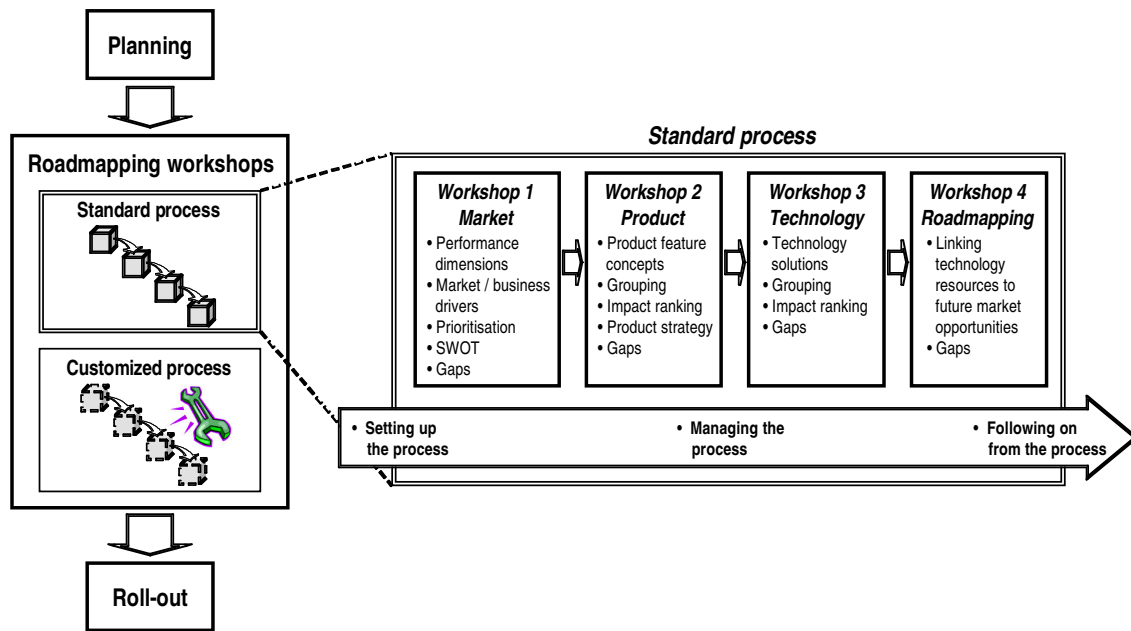 Planning
Roadmapping workshops
Standard process
Customized process
Roll-out
Standard process
Workshop 1
Market
• Performance
dimensions
• Market / business
drivers
• Prioritisation
• SWOT
• Gaps
Workshop 2
Product
• Product feature
concepts
• Grouping
• Impact ranking
• Product strategy
• Gaps
Workshop 3
Technology
• Technology
solutions
• Grouping
• Impact ranking
• Gaps
Workshop 4
Roadmapping
• Linking
technology
resources to
future market
opportunities
• Gaps
• Setting up
the process
• Managing the
process
• Following on
from the process